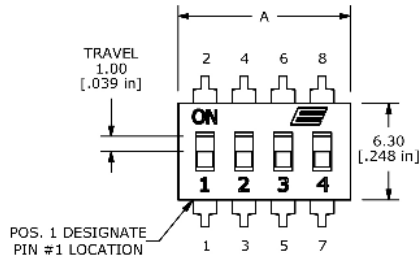 A
TRAVEL
1.00
[.039 in]
2 4 6 8
ON
6.30
[.248 in]
1 2 3 4
POS. 1 DESIGNATE
PIN #1 LOCATION
1 3 5 7